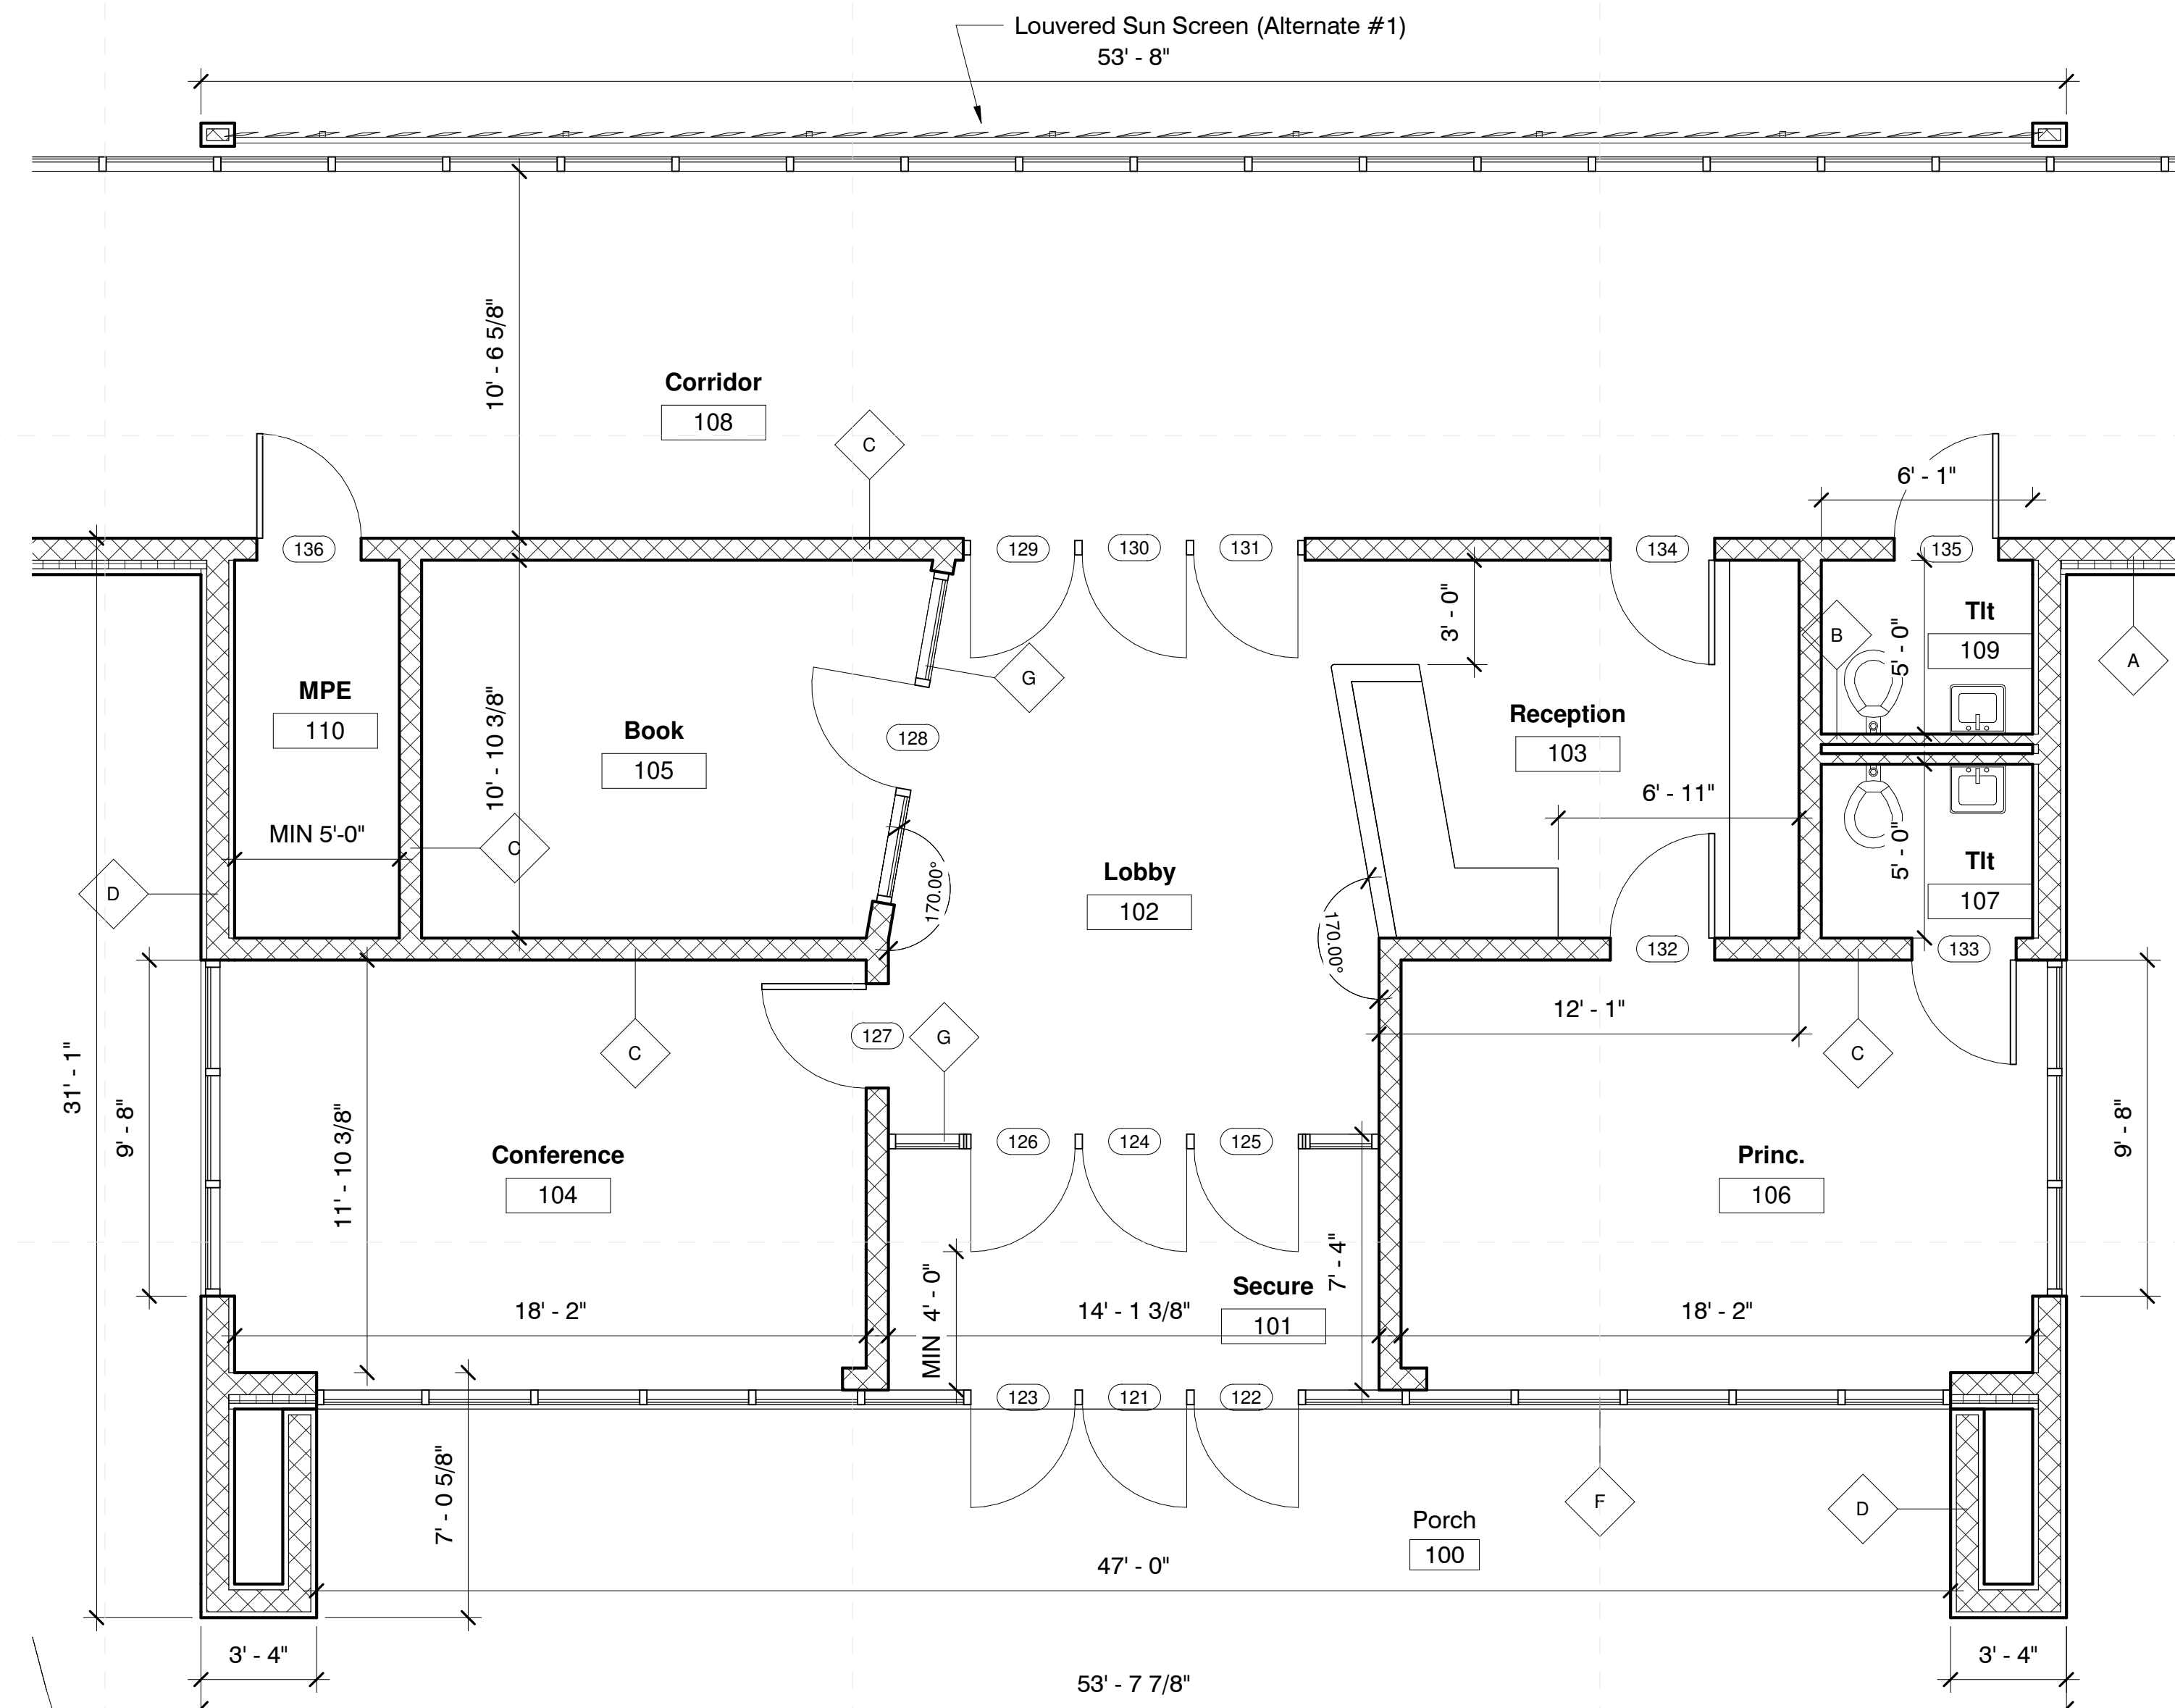 Louvered Sun Screen (Alternate #1)
53' - 8"
10' - 6 5/8"
Corridor
108
C
6' - 1"
136
129
130
131
134
135
3' - 0"
Tlt
109
5' - 0"
B
A
G
MPE
110
10' - 10 3/8"
Book
105
128
Reception
103
6' - 11"
MIN 5'-0"
C
D
170.00°
Lobby
102
170.00°
5' - 0"
Tlt
107
132
133
12' - 1"
127
G
C
C
31' - 1"
9' - 8"
11' - 10 3/8"
Conference
104
126
124
125
Princ.
106
9' - 8"
7' - 4"
MIN 4' - 0"
Secure
101
18' - 2"
14' - 1 3/8"
18' - 2"
123
121
122
7' - 0 5/8"
F
D
Porch
100
47' - 0"
3' - 4"
3' - 4"
53' - 7 7/8"